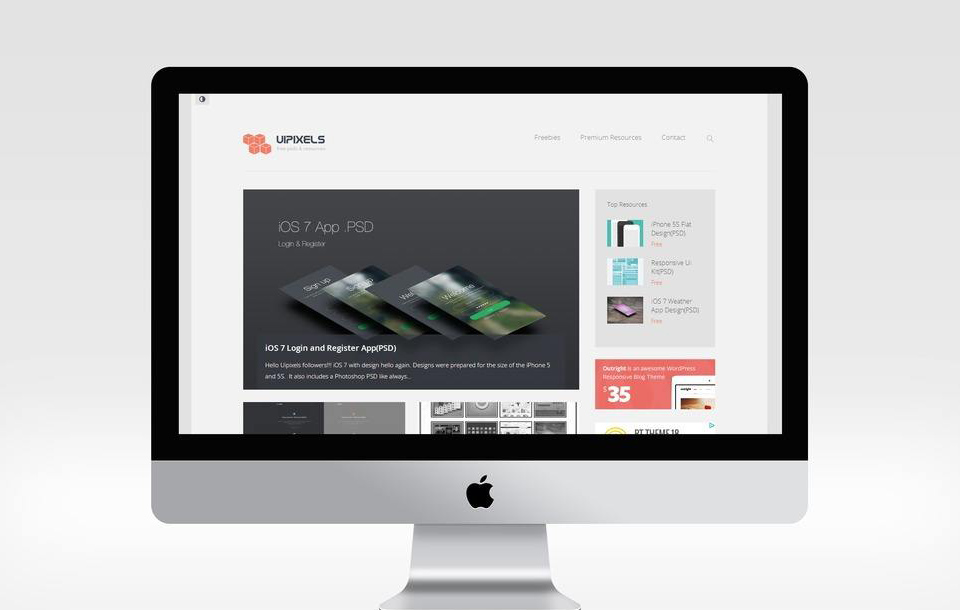 UIPIXELS
free psds & resources
Freebies
Premium Resources
Contact
iOS 7 App .PSD
Login & Register
Sign up
Welcome
iOS 7 Login and Register App(PSD)
Hello Uipixels followers!!! iOS 7 with design hello again. Designs were prepared for the size of the iPhone 5
and 5S. It also includes a Photoshop PSD like always...
Top Resources
iPhone 5S Flat
Design(PSD)
Free
Responsive Ui
Kit(PSD)
Free
iOS 7 Weather
App Design(PSD)
Free
Outright is an awesome WordPress
Responsive Blog Theme
$35
RT THEME 18